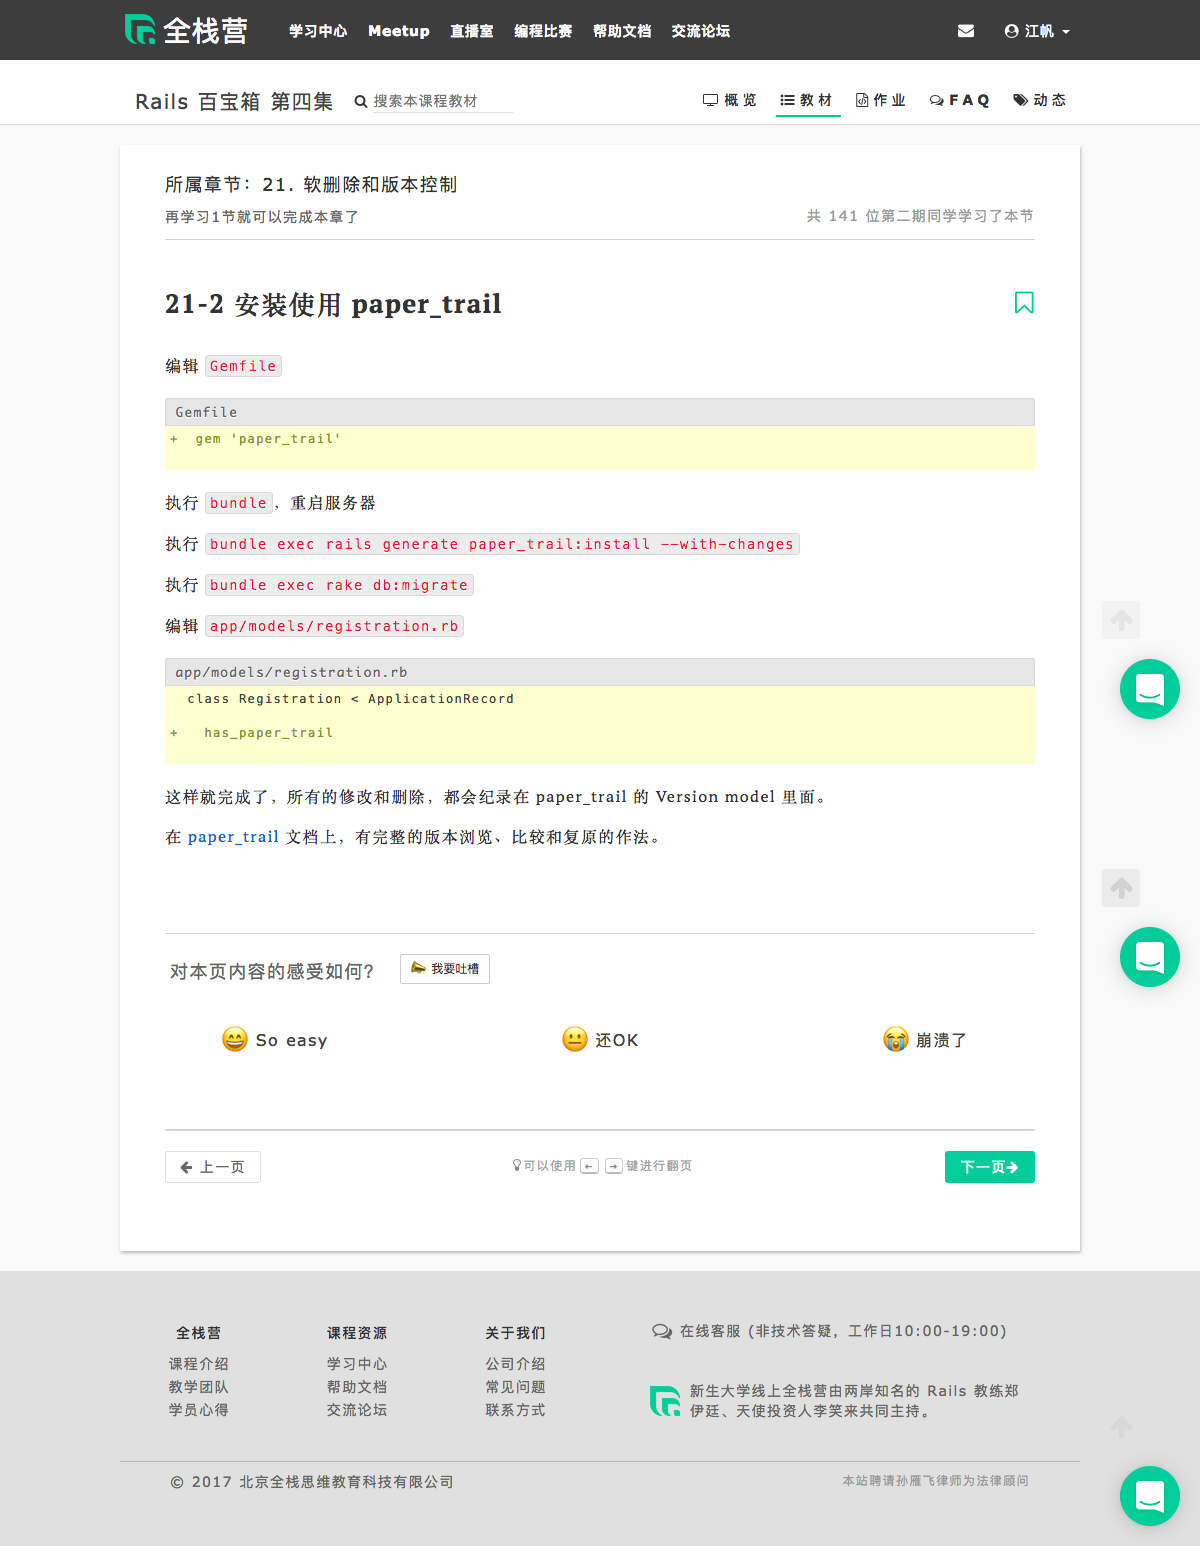 全栈营 学习中心 Meetup 直播室 编程比赛 帮助文档 交流论坛 江帆
Rails 百宝箱 第四集 搜索本课程教材 概览 教材 作业 FAQ 动态
所属章节：21. 软删除和版本控制
再学习1节就可以完成本章了 共 141 位第二期同学学习了本节
21-2 安装使用 paper_trail
编辑 Gemfile
Gemfile
+ gem 'paper_trail'
执行 bundle，重启服务器
执行 bundle exec rails generate paper_trail:install --with-changes
执行 bundle exec rake db:migrate
编辑 app/models/registration.rb
app/models/registration.rb
class Registration < ApplicationRecord
+ has_paper_trail
这样就完成了，所有的修改和删除，都会纪录在 paper_trail 的 Version model 里面。
在 paper_trail 文档上，有完整的版本浏览、比较和复原的作法。
对本页内容的感受如何? 我要吐槽
So easy 还OK 崩溃了
上一页 可以使用 ← → 键进行翻页 下一页
全栈营 课程资源 关于我们 在线客服 (非技术答疑，工作日10:00-19:00)
课程介绍 学习中心 公司介绍
教学团队 帮助文档 常见问题 新生大学线上全栈营由两岸知名的 Rails 教练郑
学员心得 交流论坛 联系方式 伊廷、天使投资人李笑来共同主持。
© 2017 北京全栈思维教育科技有限公司 本站聘请孙雁飞律师为法律顾问